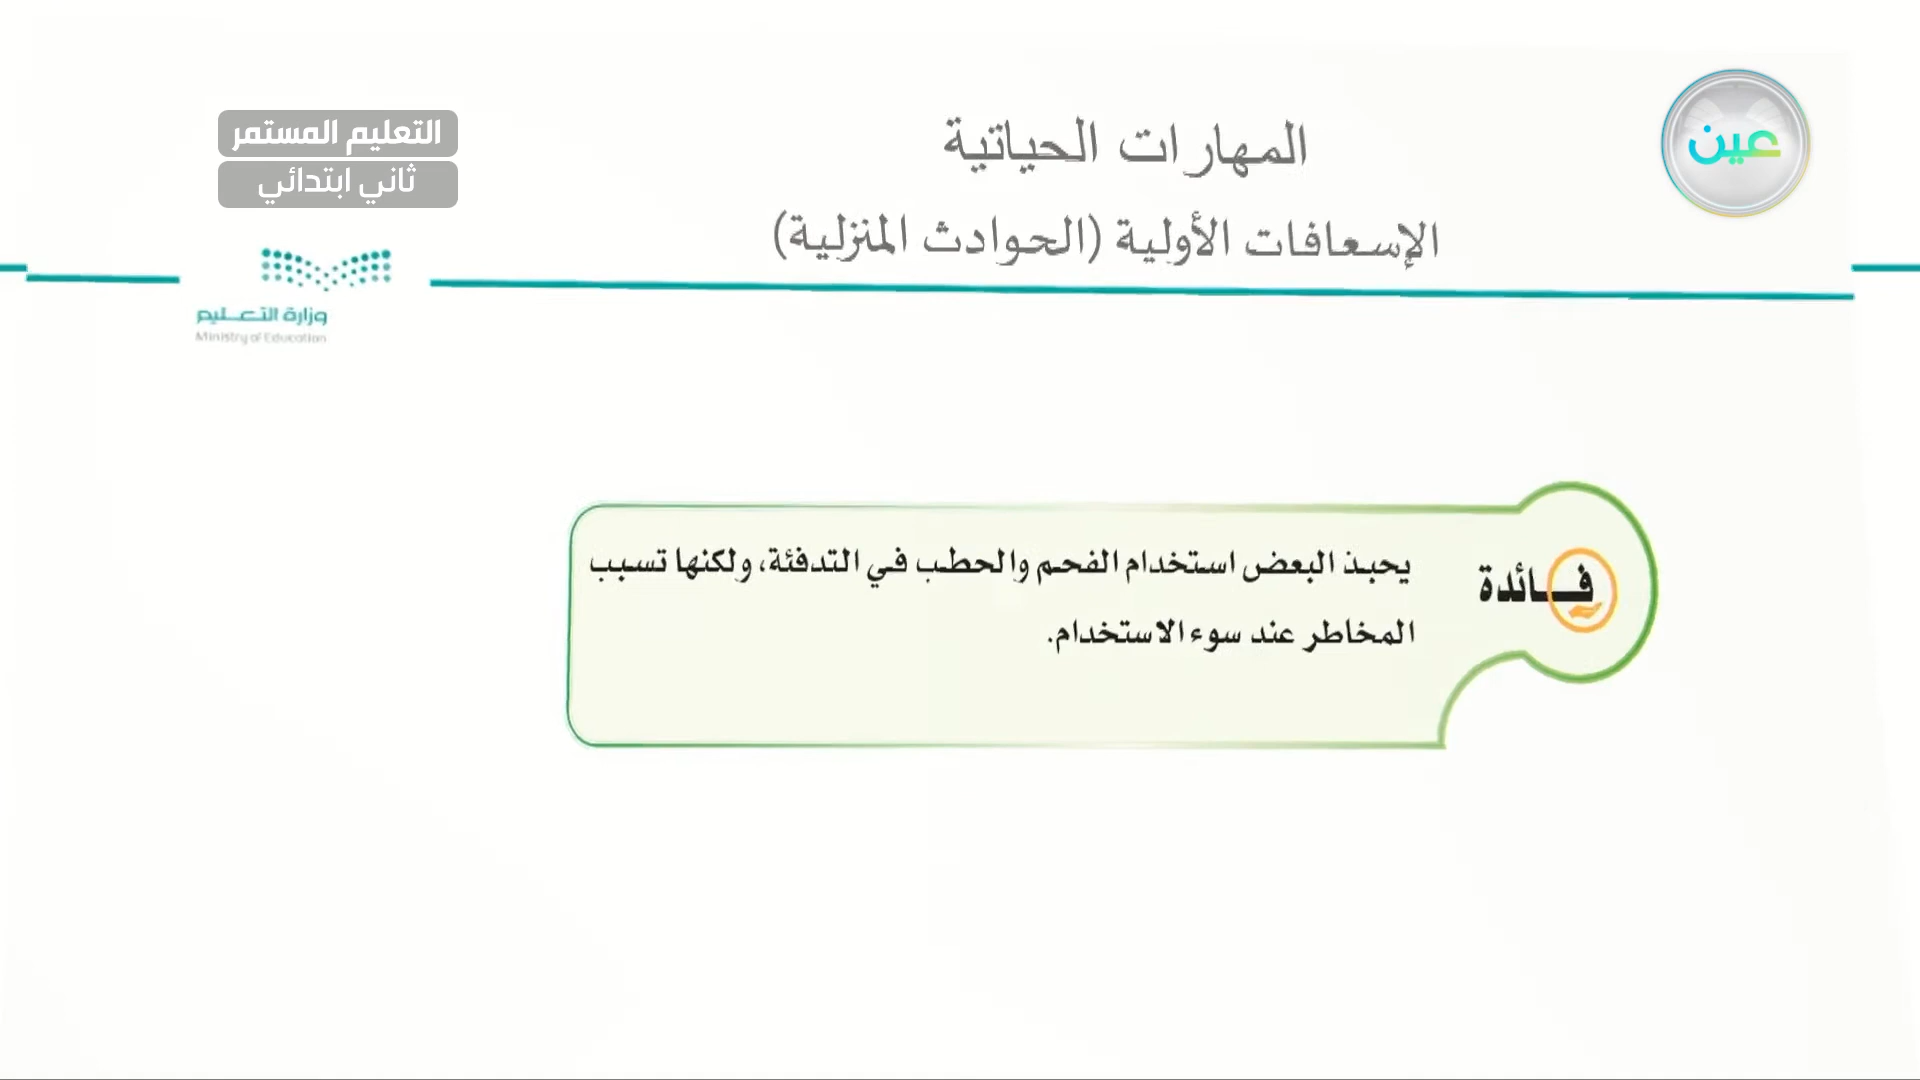 عين
المهارات الحياتية
الإسعافات الأولية (الحوادث المنزلية)
التعليم المستمر
ثاني ابتدائي
وزارة التعليم
Ministry of Education
فائدة
يحبذ البعض استخدام الفحم والحطب في التدفئة، ولكنها تسبب
المخاطر عند سوء الاستخدام.